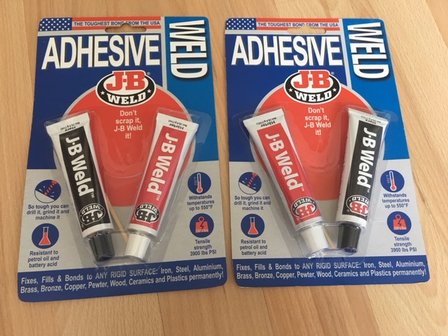 THE TOUGHEST BOND FROM THE USA
ADHESIVE
WELD
J-B
WELD
Don't
scrap it,
J-B Weld
it!
J-B Weld
J-B Weld
So tough you can
drill it, grind it and
machine it
Withstands
temperatures
up to 550°F
Resistant to
petrol oil and
battery acid
Tensile
strength
3960 lbs PSI
Fixes, Fills & Bonds to ANY RIGID SURFACE: Iron, Steel, Aluminium,
Brass, Bronze, Copper, Pewter, Wood, Ceramics and Plastics permanently!
THE TOUGHEST BOND FROM THE USA
ADHESIVE
WELD
J-B
WELD
Don't
scrap it,
J-B Weld
it!
J-B Weld
J-B Weld
So tough you can
drill it, grind it and
machine it
Withstands
temperatures
up to 550°F
Resistant to
petrol oil and
battery acid
Tensile
strength
3960 lbs PSI
Fixes, Fills & Bonds to ANY RIGID SURFACE: Iron, Steel, Aluminium,
Brass, Bronze, Copper, Pewter, Wood, Ceramics and Plastics permanently!